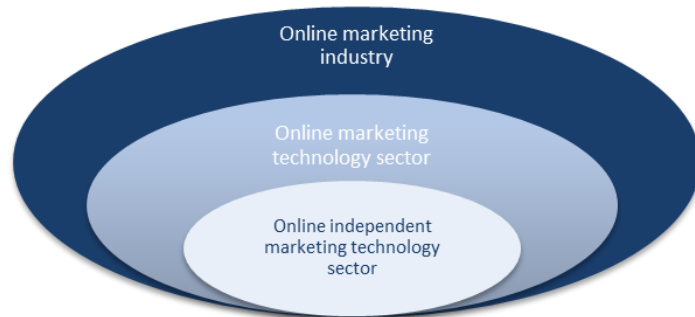 Online marketing
industry
Online marketing
technology sector
Online independent
marketing technology
sector